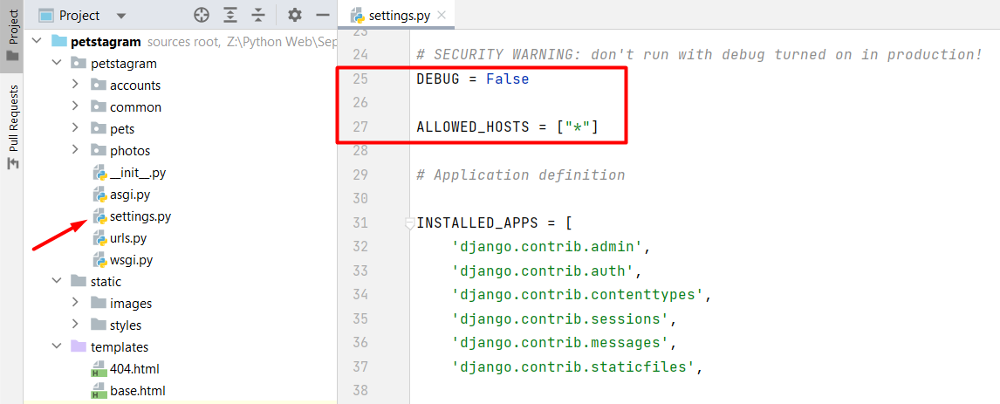 Project
Pull Requests
Project
petstagram sources root, Z:\Python Web\Sep
petstagram
accounts
common
pets
photos
__init__.py
asgi.py
settings.py
urls.py
wsgi.py
static
images
styles
templates
404.html
base.html
settings.py
23
24 # SECURITY WARNING: don't run with debug turned on in production!
25 DEBUG = False
26
27 ALLOWED_HOSTS = ["*"]
28
29 # Application definition
30
31 INSTALLED_APPS = [
32 'django.contrib.admin',
33 'django.contrib.auth',
34 'django.contrib.contenttypes',
35 'django.contrib.sessions',
36 'django.contrib.messages',
37 'django.contrib.staticfiles',
38